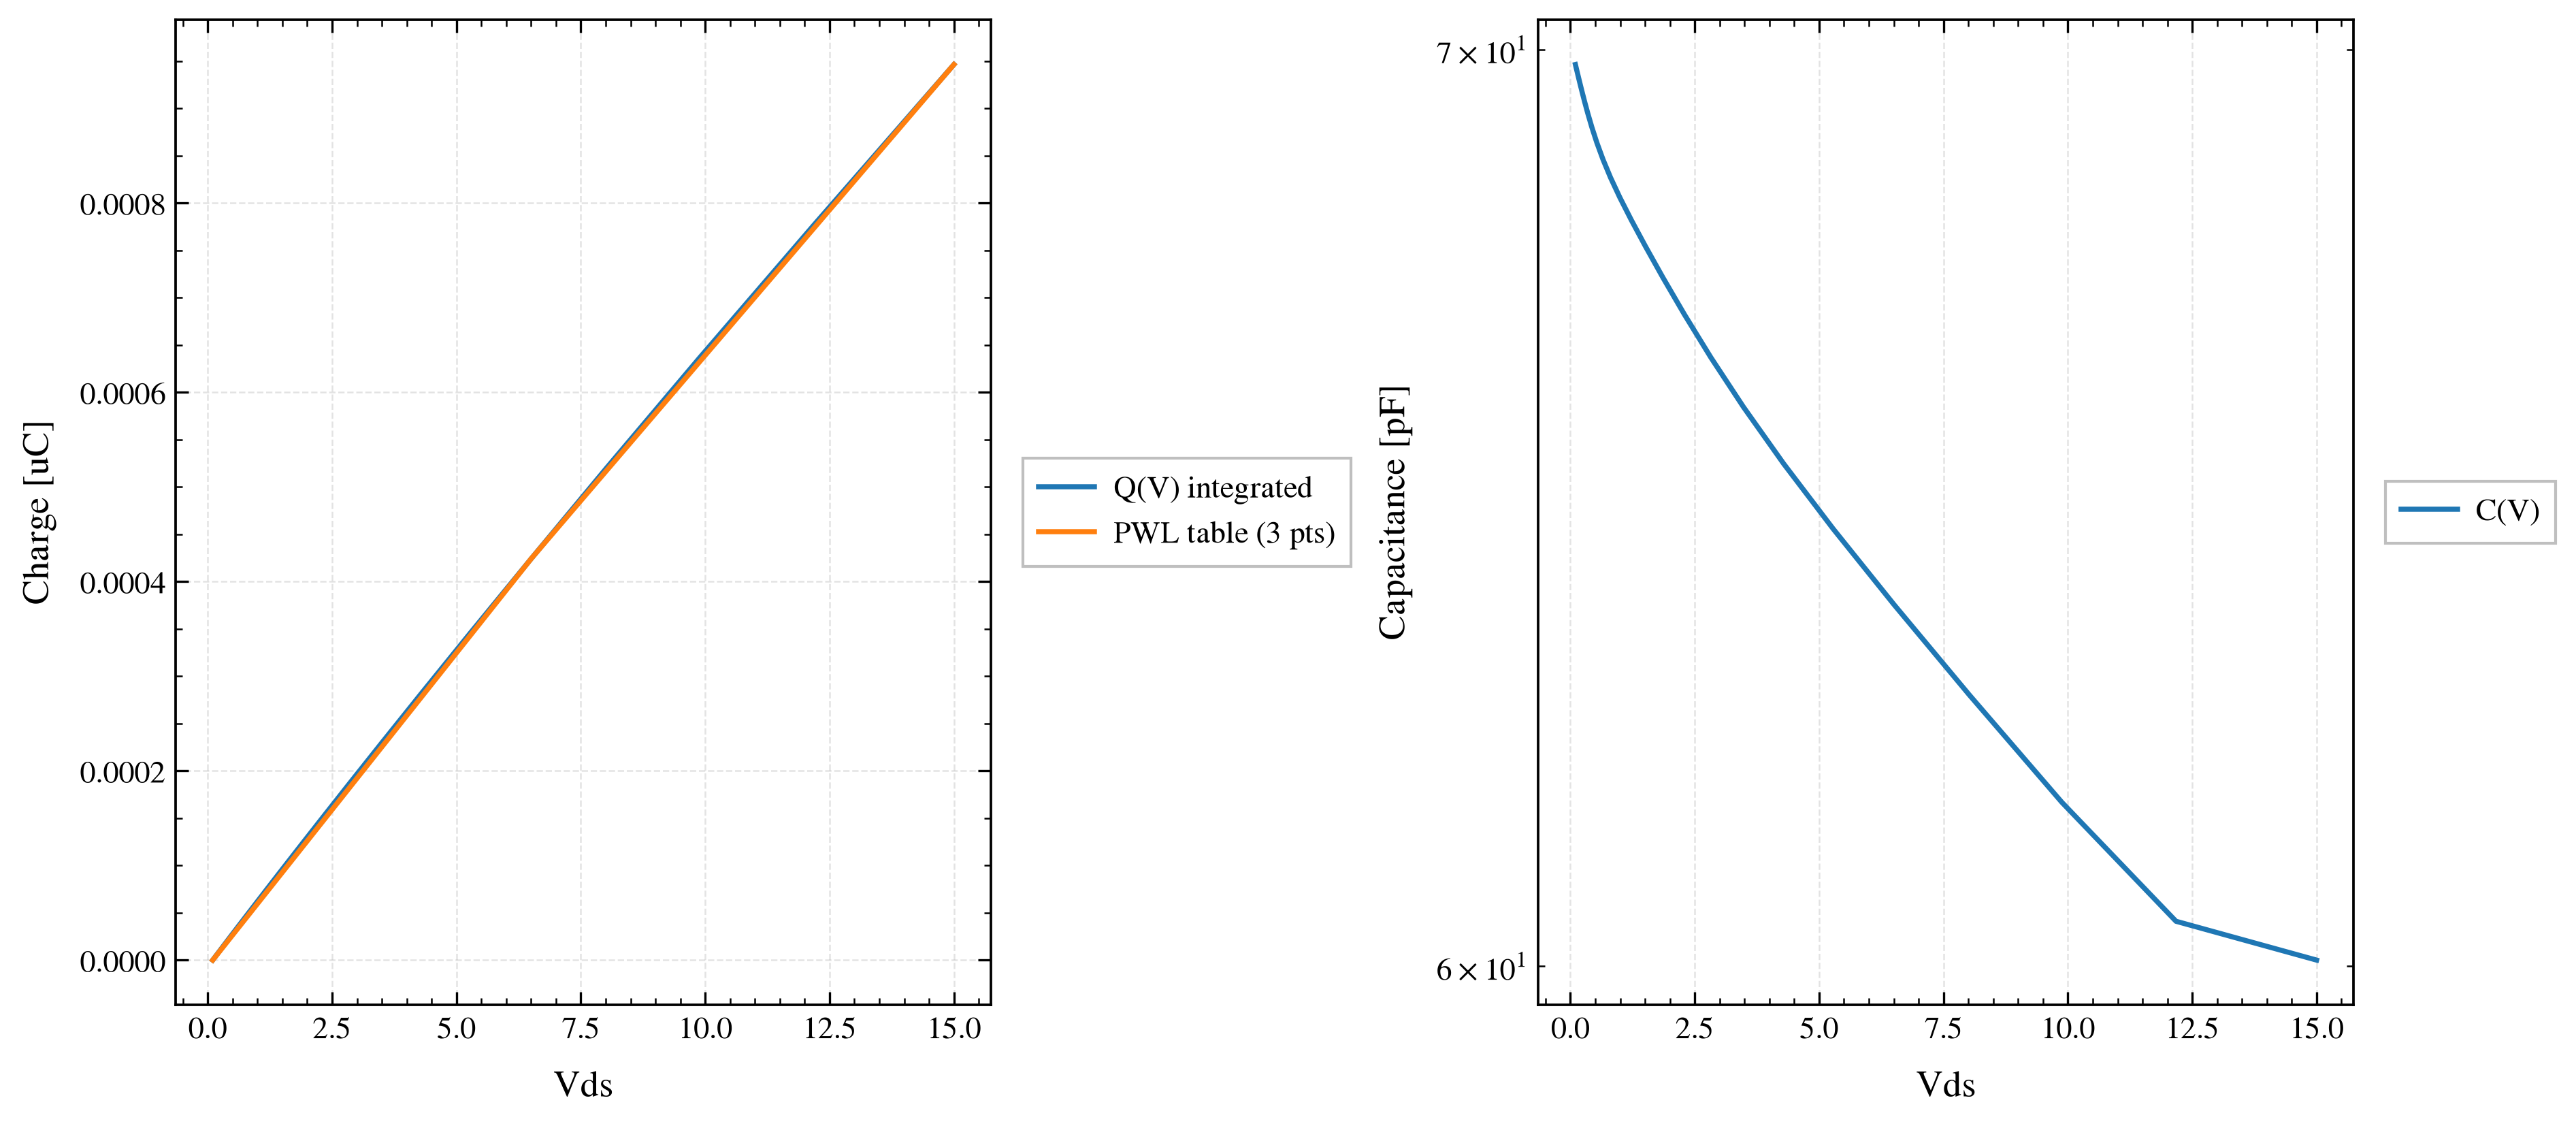 Charge [uC]
0.0008
0.0006
0.0004
0.0002
0.0000
0.0 2.5 5.0 7.5 10.0 12.5 15.0
Vds
Q(V) integrated
PWL table (3 pts)
Capacitance [pF]
7 × 10¹
6 × 10¹
0.0 2.5 5.0 7.5 10.0 12.5 15.0
Vds
C(V)